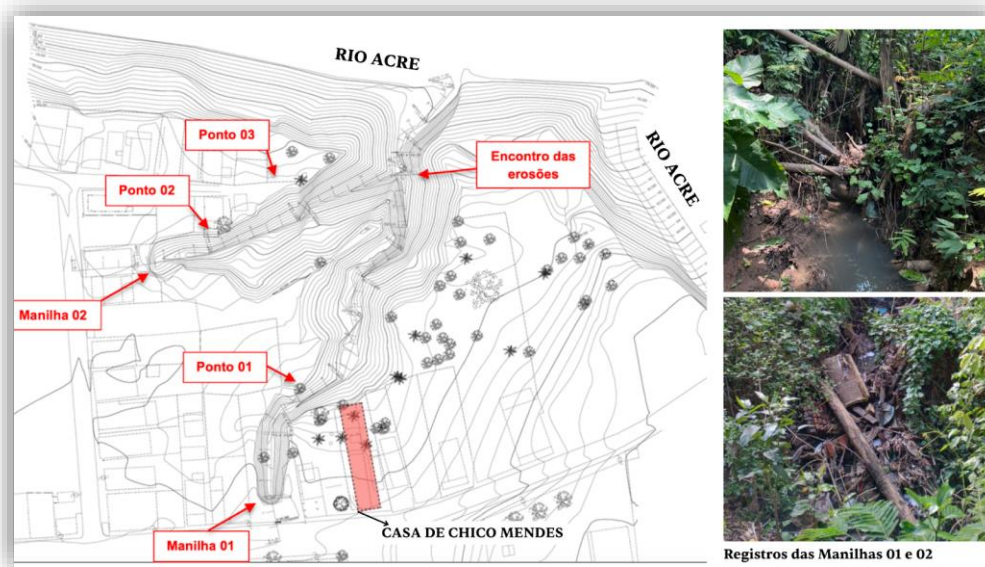 RIO ACRE
RIO ACRE
Ponto 03
Ponto 02
Encontro das
erosões
Manilha 02
Ponto 01
Manilha 01
CASA DE CHICO MENDES
Registros das Manilhas 01 e 02